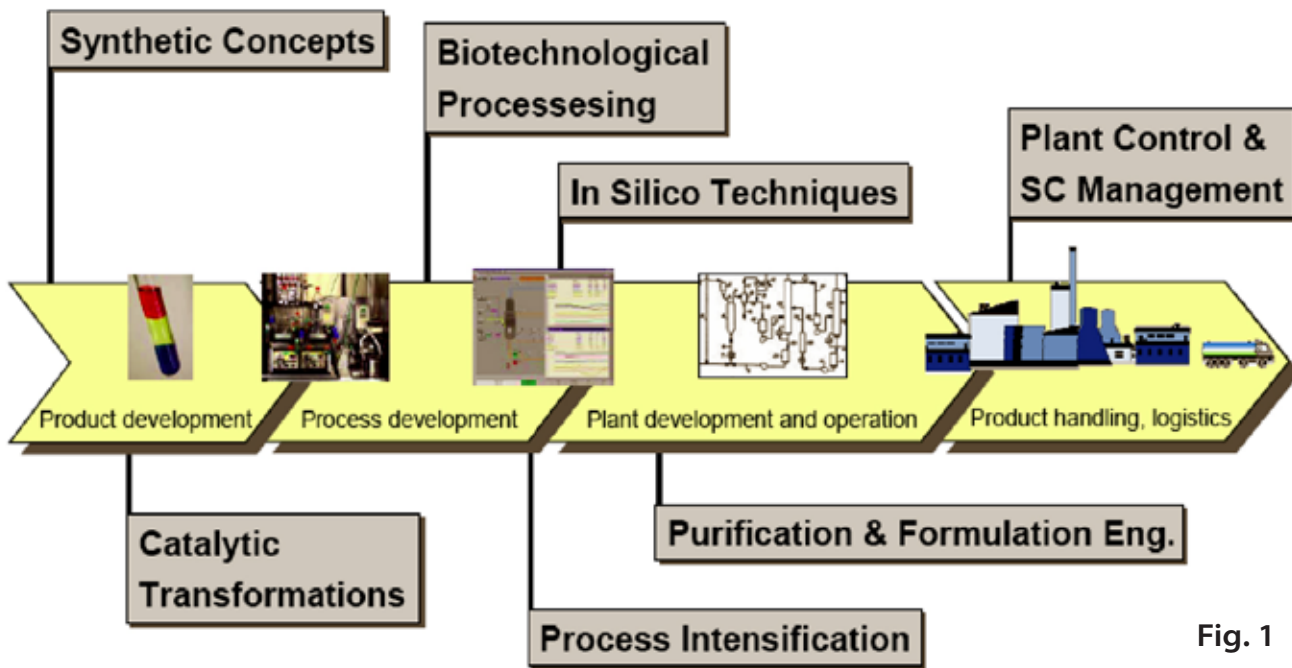 Synthetic Concepts
Biotechnological
Processesing
In Silico Techniques
Plant Control &
SC Management
Product development
Process development
Plant development and operation
Product handling, logistics
Catalytic
Transformations
Purification & Formulation Eng.
Process Intensification
Fig. 1